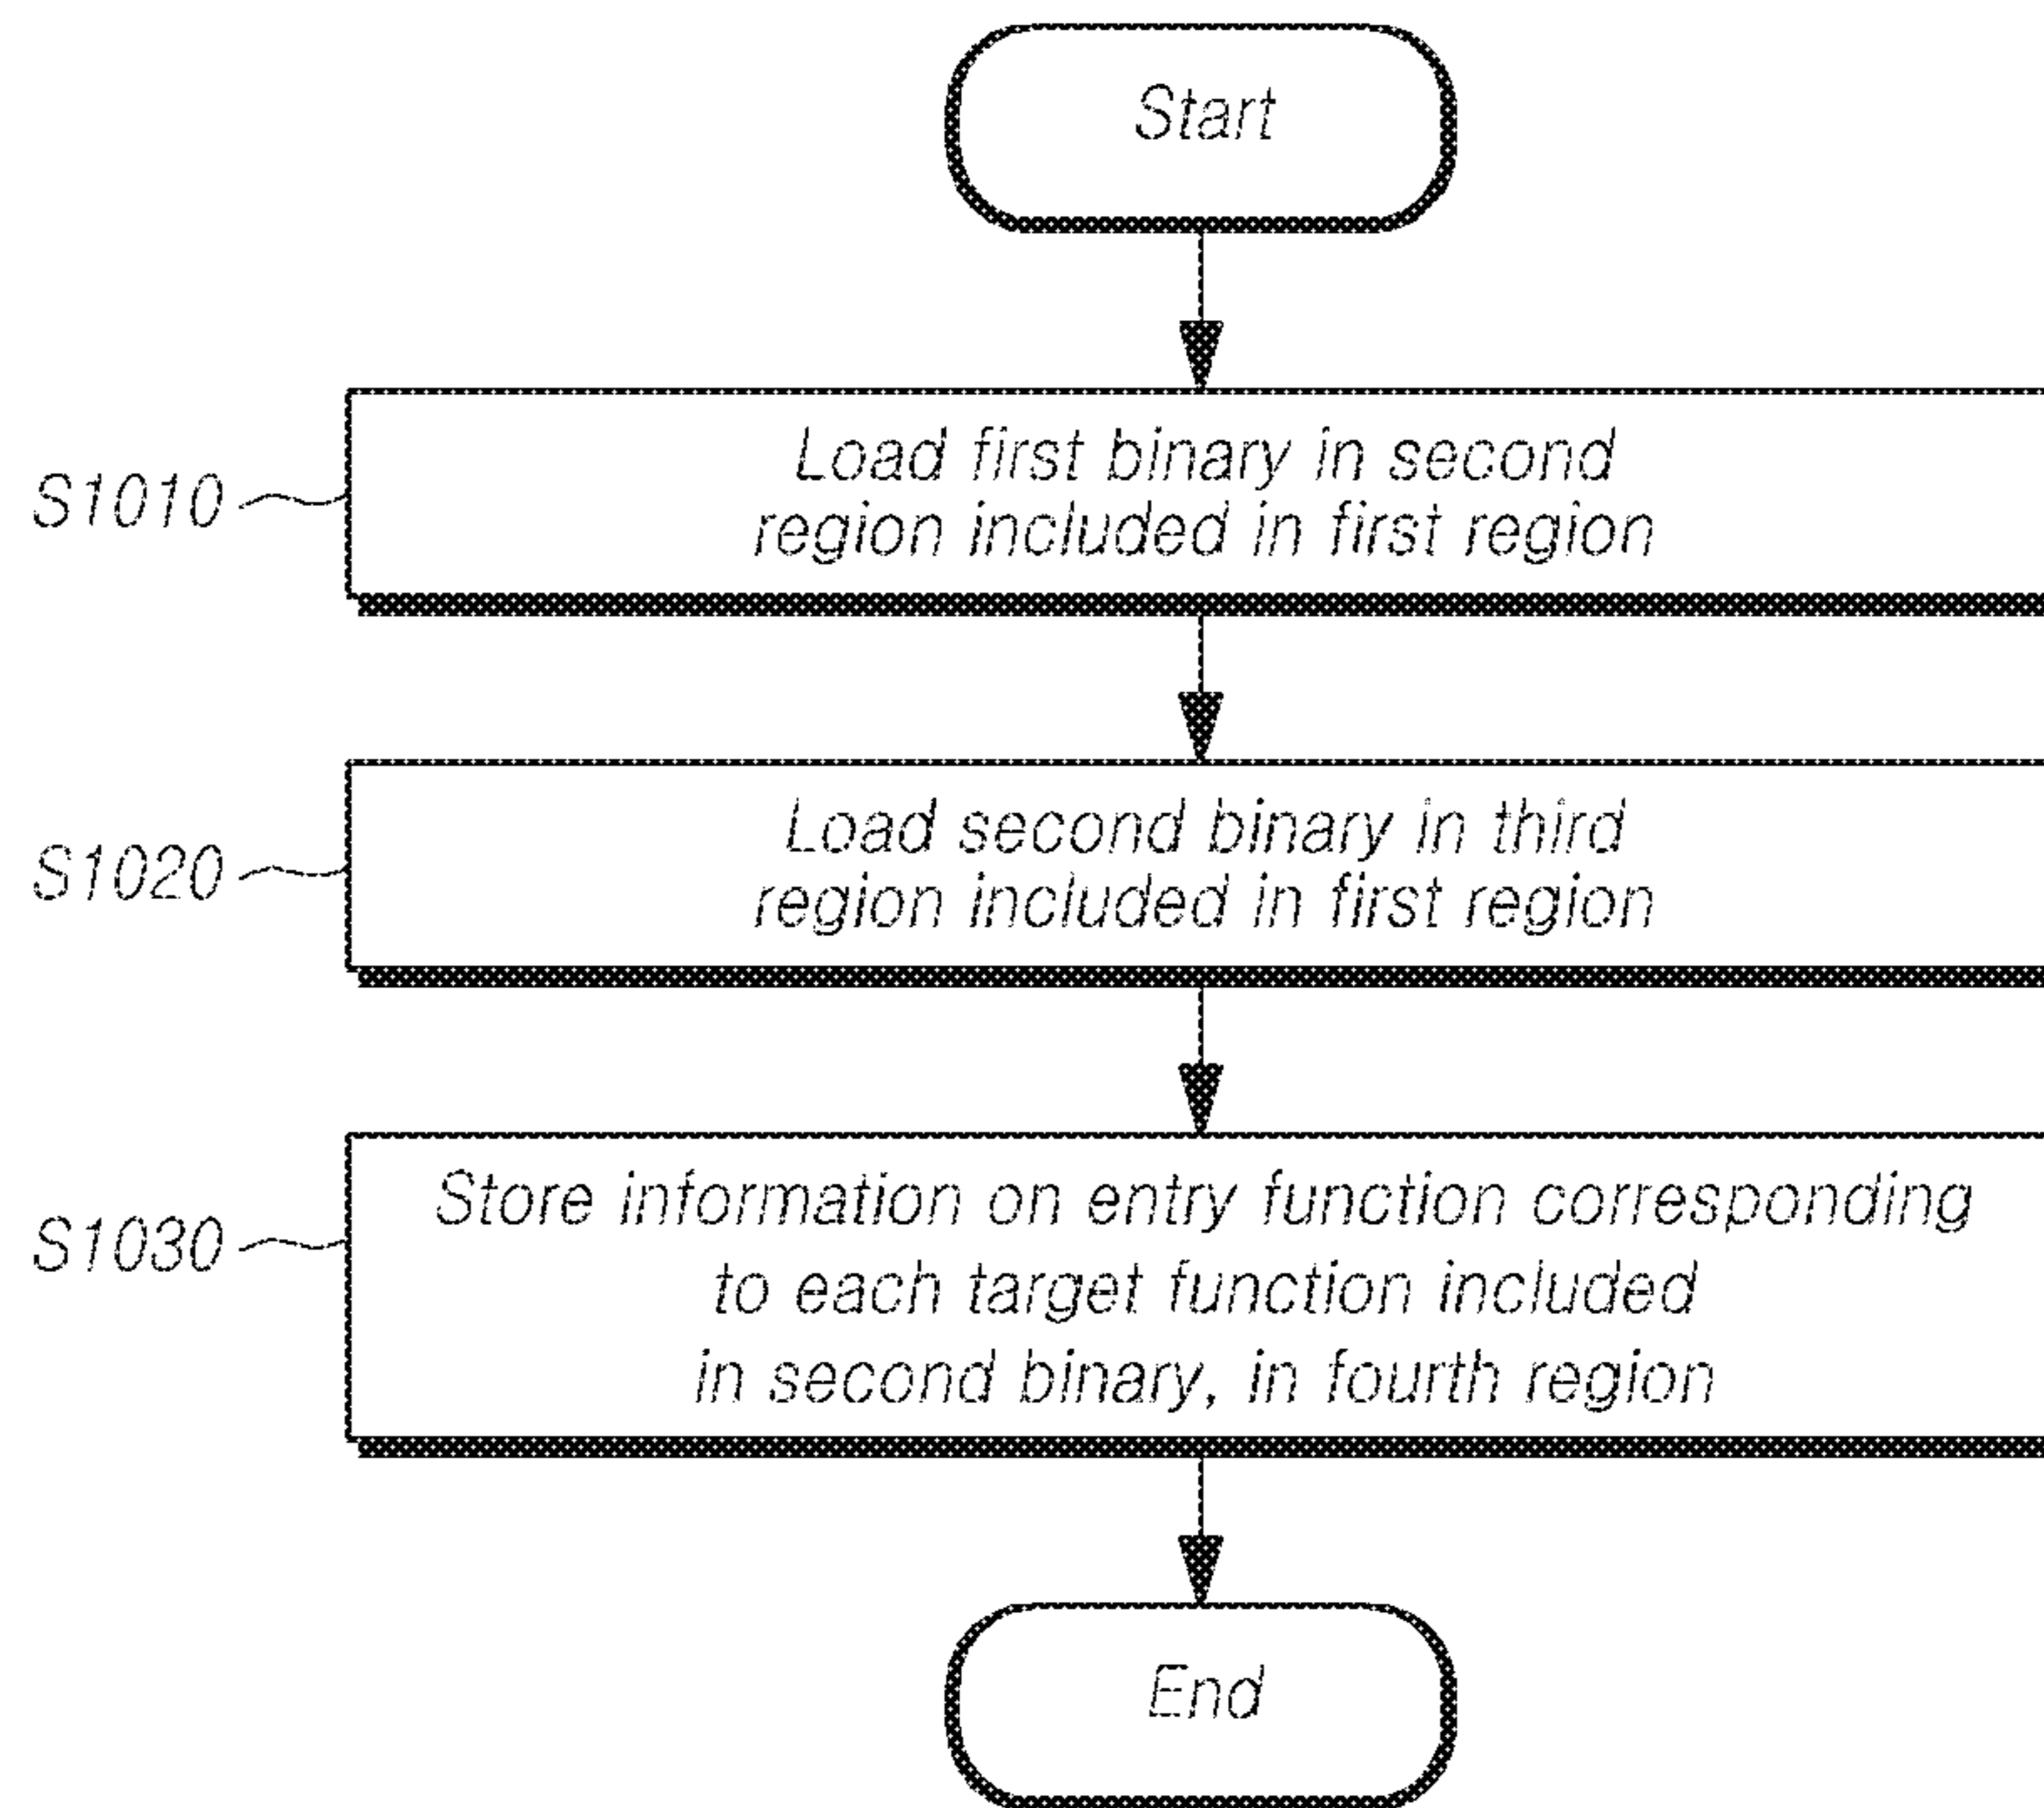 Start
S1010
Load first binary in second
region included in first region
S1020
Load second binary in third
region included in first region
S1030
Store information on entry function corresponding
to each target function included
in second binary, in fourth region
End